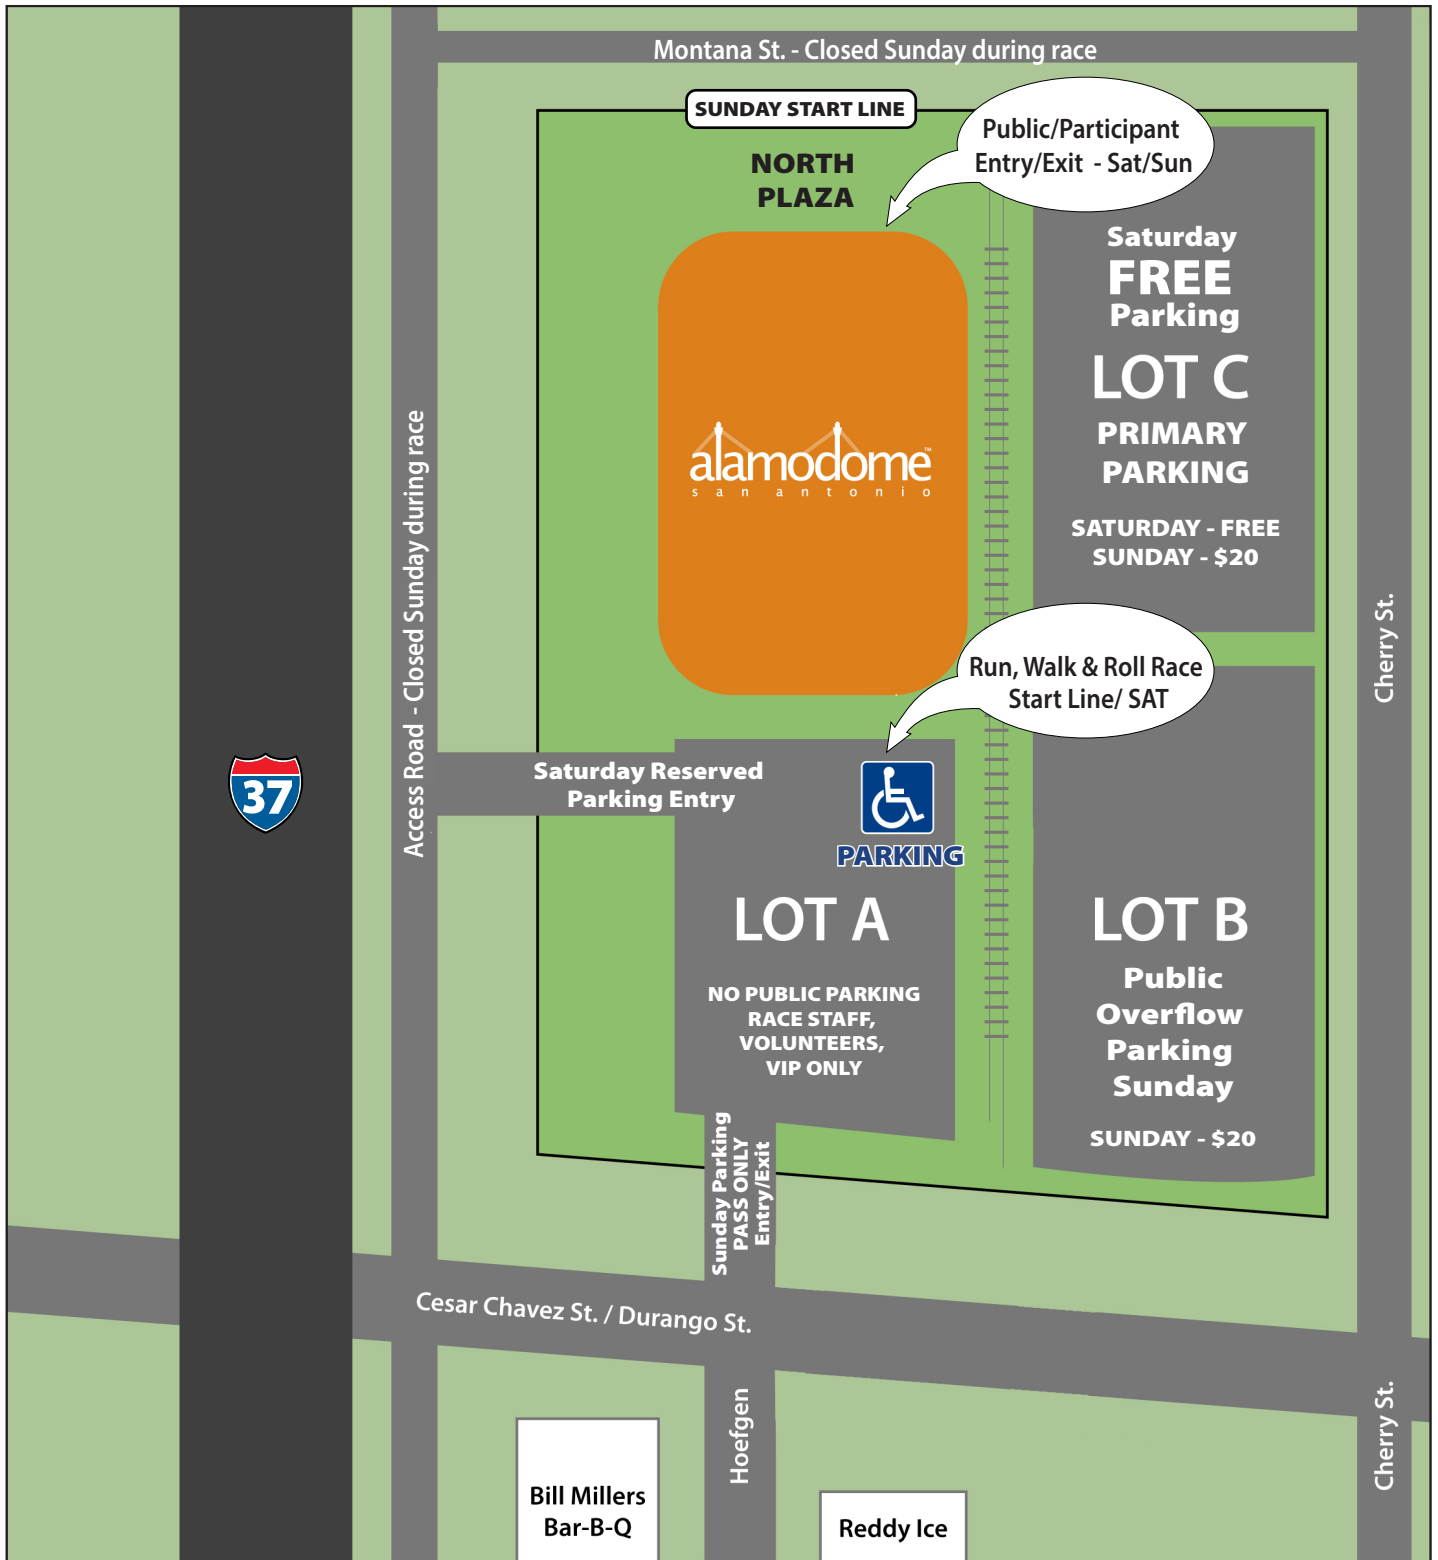 Montana St. - Closed Sunday during race
SUNDAY START LINE
NORTH
PLAZA
Public/Participant
Entry/Exit - Sat/Sun
Saturday
FREE
Parking
LOT C
PRIMARY
PARKING
SATURDAY - FREE
SUNDAY - $20
alamodome™
san antonio
Access Road - Closed Sunday during race
Cherry St.
Run, Walk & Roll Race
Start Line/ SAT
37
Saturday Reserved
Parking Entry
PARKING
LOT A
NO PUBLIC PARKING
RACE STAFF,
VOLUNTEERS,
VIP ONLY
LOT B
Public
Overflow
Parking
Sunday
SUNDAY - $20
Sunday Parking
PASS ONLY
Entry/Exit
Cesar Chavez St. / Durango St.
Hoefgen
Cherry St.
Bill Millers
Bar-B-Q
Reddy Ice